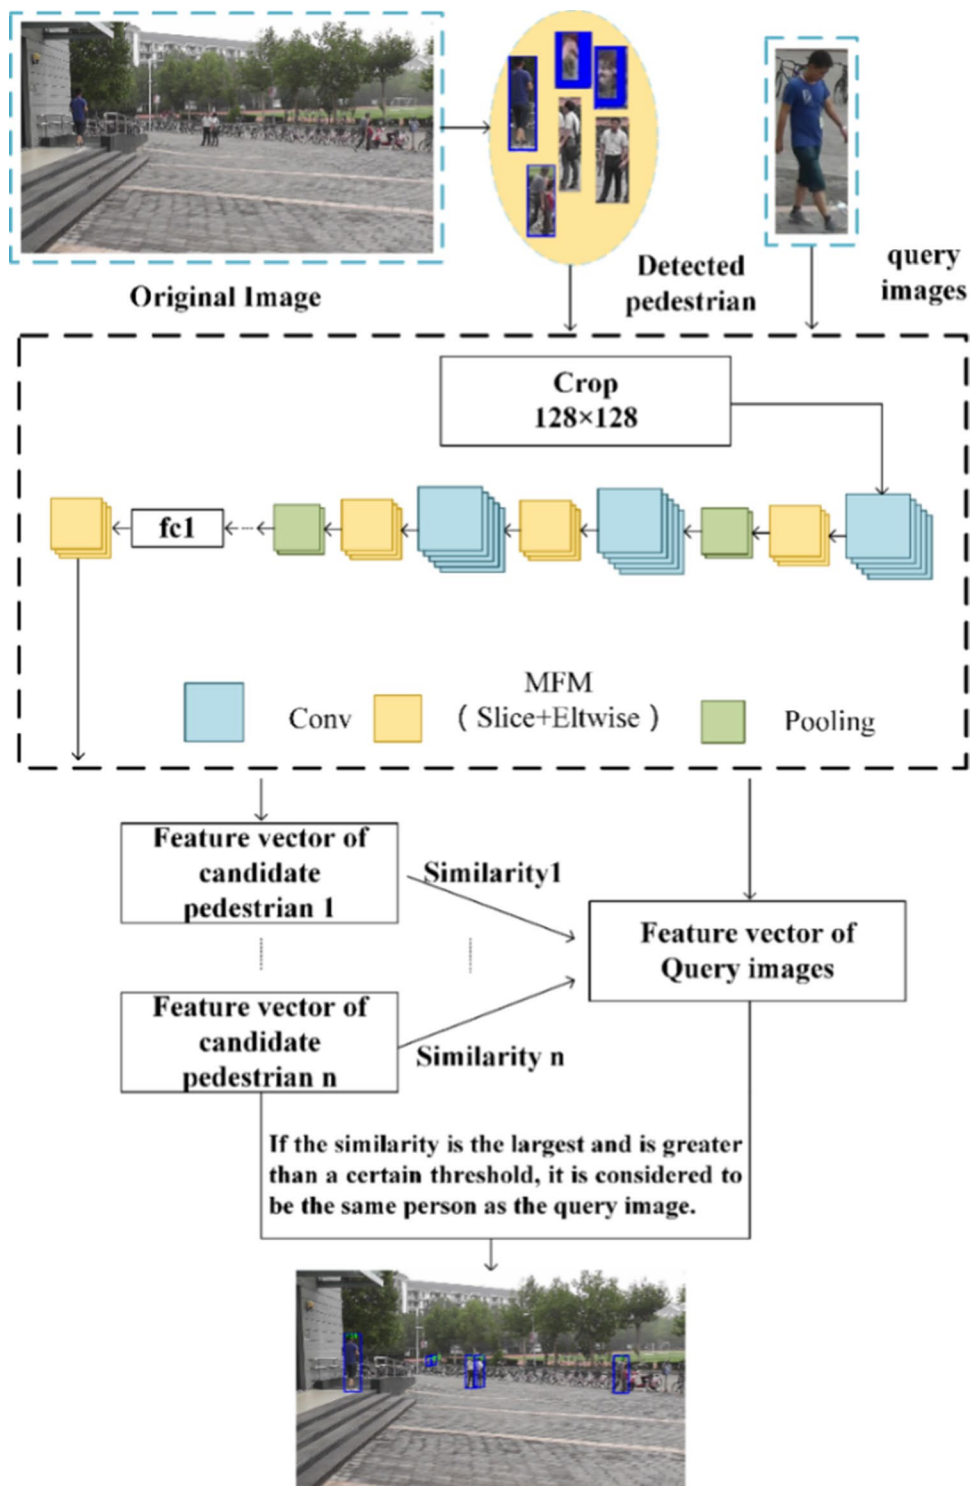 Original Image
Detected
pedestrian
query
images
Crop
128×128
fc1
Conv
MFM
( Slice+Eltwise )
Pooling
Feature vector of
candidate
pedestrian 1
Similarity1
Feature vector of
Query images
Feature vector of
candidate
pedestrian n
Similarity n
If the similarity is the largest and is greater
than a certain threshold, it is considered to
be the same person as the query image.